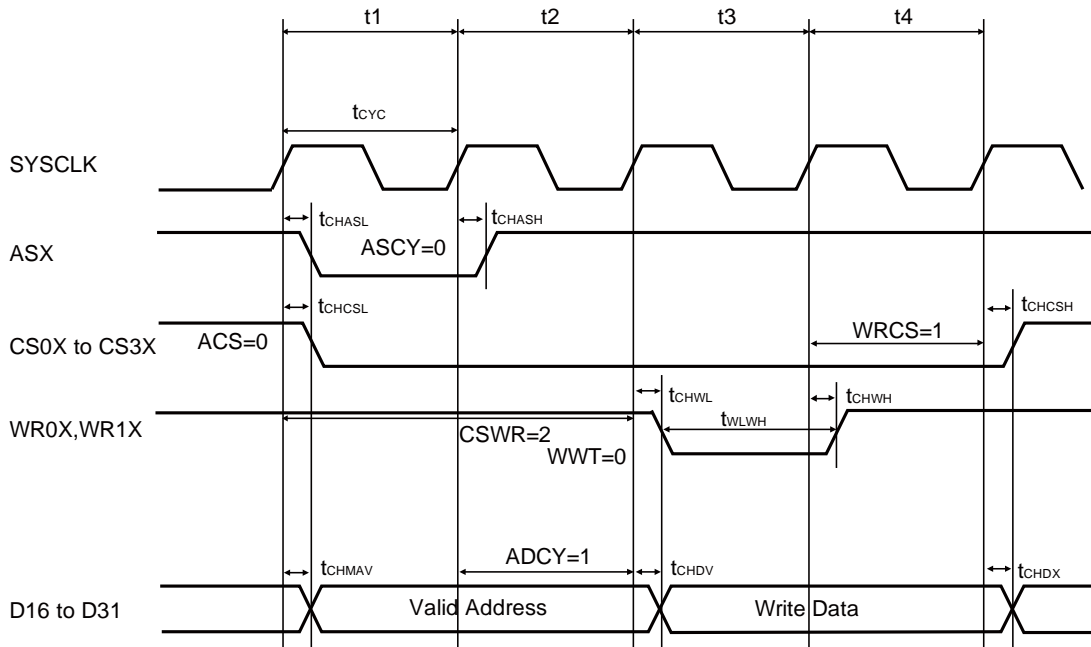 t1 t2 t3 t4
tCYC
SYSCLK
tCHASL tCHASH
ASX ASCY=0
tCHCSL tCHCSH
CS0X to CS3X ACS=0 WRCS=1
tCHWL tCHWH
WR0X,WR1X tWLWH
CSWR=2
WWT=0
ADCY=1
tCHMAV tCHDV tCHDX
D16 to D31 Valid Address Write Data